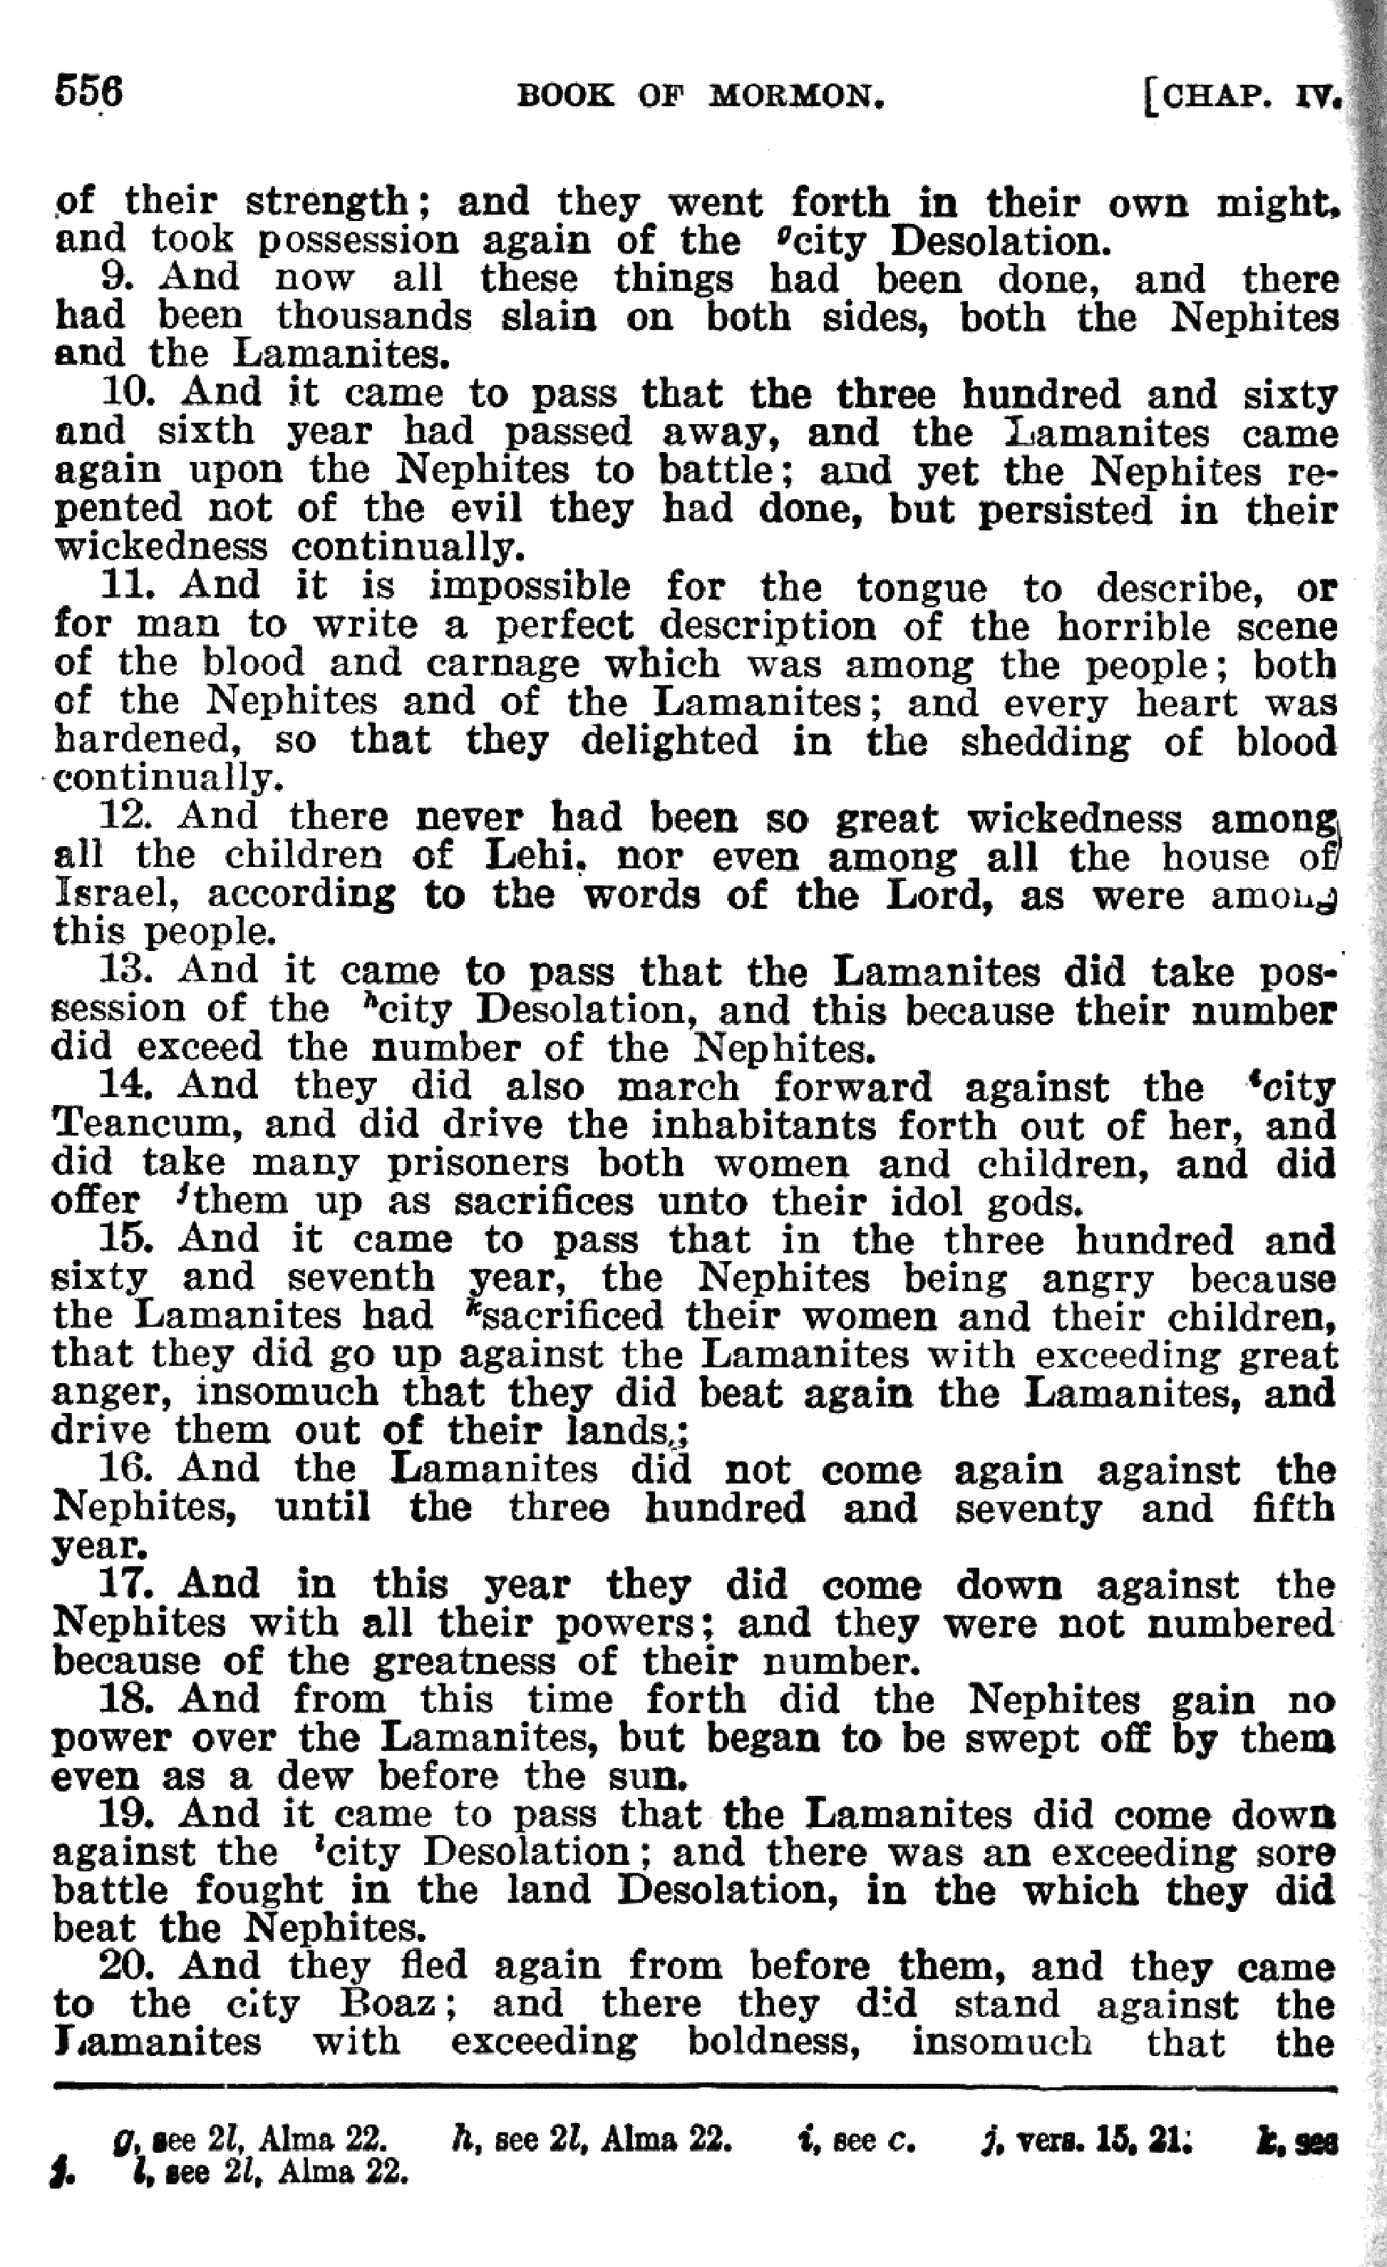 556 BOOK OF MORMON. [CHAP. IV.
of their strength; and they went forth in their own might,
and took possession again of the gcity Desolation.
9. And now all these things had been done, and there
had been thousands slain on both sides, both the Nephites
and the Lamanites.
10. And it came to pass that the three hundred and sixty
and sixth year had passed away, and the Lamanites came
again upon the Nephites to battle; and yet the Nephites re-
pented not of the evil they had done, but persisted in their
wickedness continually.
11. And it is impossible for the tongue to describe, or
for man to write a perfect description of the horrible scene
of the blood and carnage which was among the people; both
of the Nephites and of the Lamanites; and every heart was
hardened, so that they delighted in the shedding of blood
continually.
12. And there never had been so great wickedness among
all the children of Lehi, nor even among all the house of
Israel, according to the words of the Lord, as were among
this people.
13. And it came to pass that the Lamanites did take pos-
session of the hcity Desolation, and this because their number
did exceed the number of the Nephites.
14. And they did also march forward against the icity
Teancum, and did drive the inhabitants forth out of her, and
did take many prisoners both women and children, and did
offer jthem up as sacrifices unto their idol gods.
15. And it came to pass that in the three hundred and
sixty and seventh year, the Nephites being angry because
the Lamanites had ksacrificed their women and their children,
that they did go up against the Lamanites with exceeding great
anger, insomuch that they did beat again the Lamanites, and
drive them out of their lands,;
16. And the Lamanites did not come again against the
Nephites, until the three hundred and seventy and fifth
year.
17. And in this year they did come down against the
Nephites with all their powers; and they were not numbered
because of the greatness of their number.
18. And from this time forth did the Nephites gain no
power over the Lamanites, but began to be swept off by them
even as a dew before the sun.
19. And it came to pass that the Lamanites did come down
against the lcity Desolation; and there was an exceeding sore
battle fought in the land Desolation, in the which they did
beat the Nephites.
20. And they fled again from before them, and they came
to the city Boaz; and there they did stand against the
Lamanites with exceeding boldness, insomuch that the
g, see 2l, Alma 22. h, see 2l, Alma 22. i, see c. j, vers. 15, 21. k, see
j. l, see 2l, Alma 22.